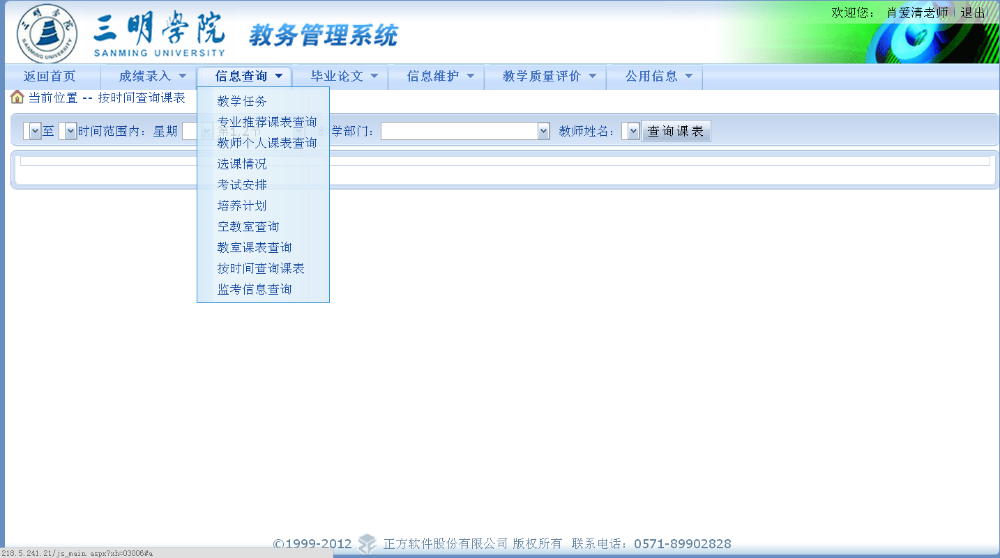 三明学院 教务管理系统 欢迎您: 肖爱清老师 退出
SANMING UNIVERSITY
返回首页 成绩录入 信息查询 毕业论文 信息维护 教学质量评价 公用信息
当前位置 -- 按时间查询课表
教学任务
专业推荐课表查询
至 时间范围内: 星期 第1,2节 教学部门: 教师姓名: 查询课表
教师个人课表查询
选课情况
考试安排
培养计划
空教室查询
教室课表查询
按时间查询课表
监考信息查询
©1999-2012 正方软件股份有限公司 版权所有 联系电话: 0571-89902828
218.5.241.21/js_main.aspx?xh=03006#a